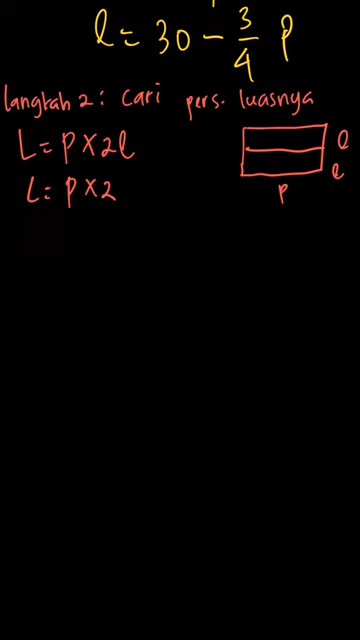 l = 30 - 3/4 p
langkah 2 : cari pers. luasnya
L = p x 2l
L = p x 2
l
l
p